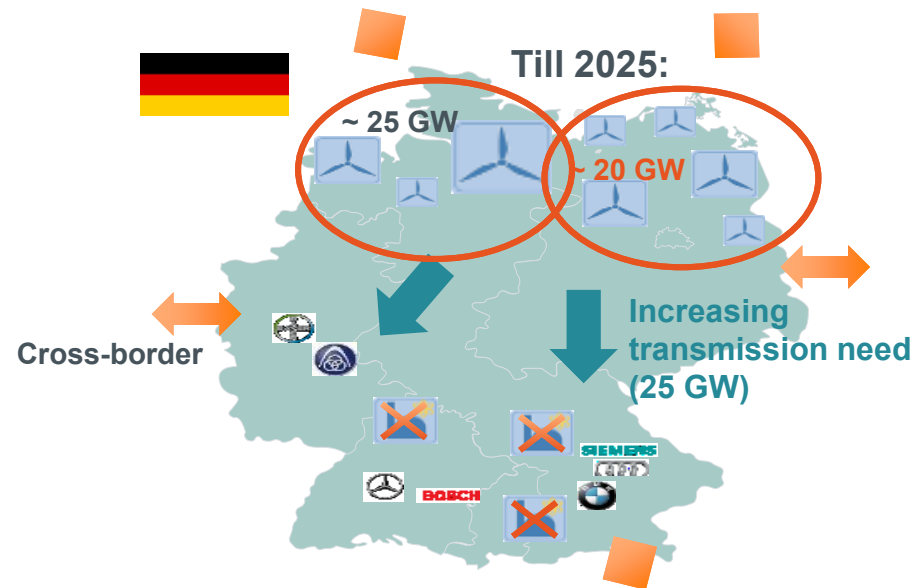 Till 2025:
~ 25 GW
~ 20 GW
Cross-border
Increasing
transmission need
(25 GW)
SIEMENS
BOSCH